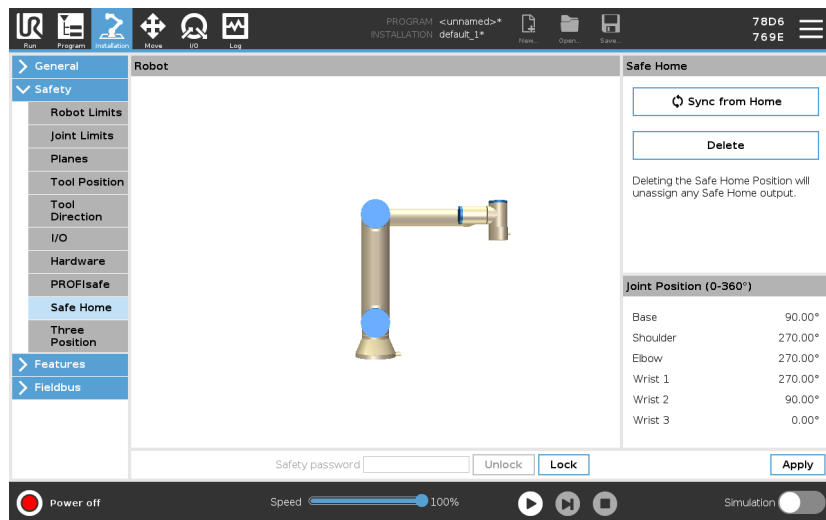 UR
Run
Program
Installation
Move
I/O
Log
PROGRAM <unnamed>*
INSTALLATION default_1*
New...
Open...
Save...
78D6
769E
General
Safety
Robot Limits
Joint Limits
Planes
Tool Position
Tool
Direction
I/O
Hardware
PROFIsafe
Safe Home
Three
Position
Features
Fieldbus
Robot
Safe Home
Sync from Home
Delete
Deleting the Safe Home Position will
unassign any Safe Home output.
Joint Position (0-360°)
Base 90.00°
Shoulder 270.00°
Elbow 270.00°
Wrist 1 270.00°
Wrist 2 90.00°
Wrist 3 0.00°
Safety password Unlock Lock
Apply
Power off
Speed 100%
Simulation